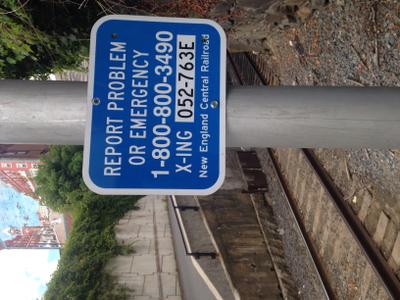 REPORT PROBLEM
OR EMERGENCY
1-800-800-3490
X-ING 052-763E
New England Central Railroad